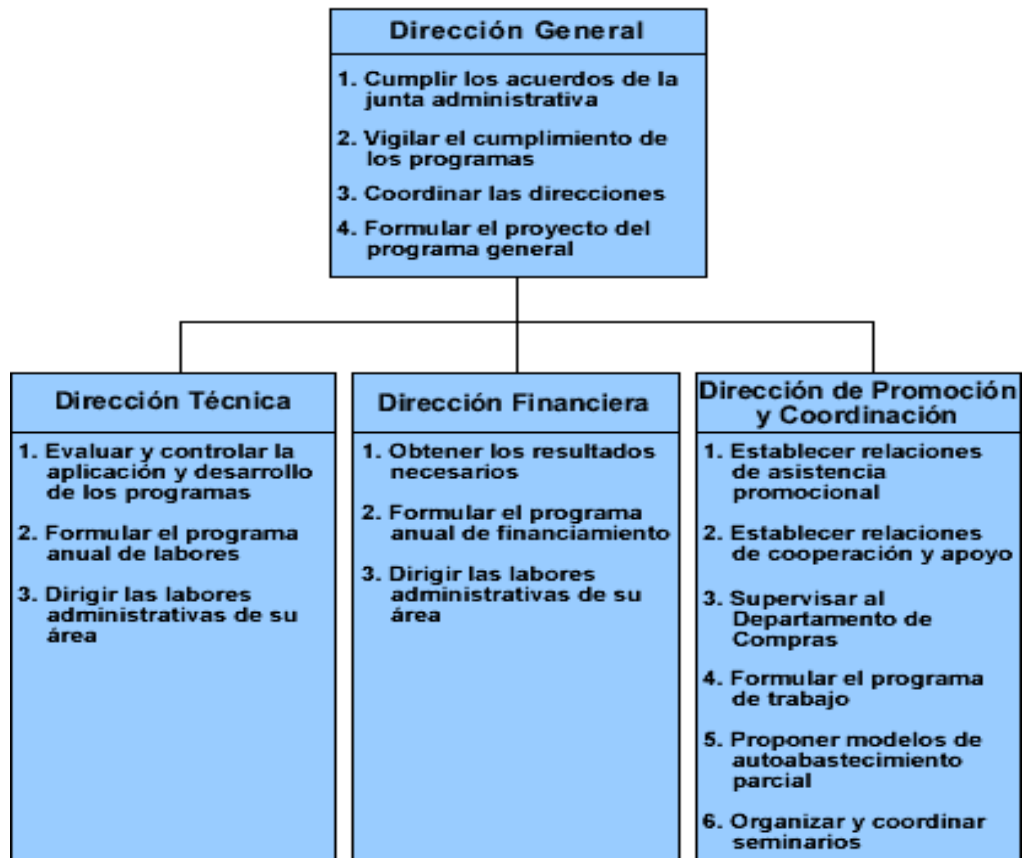 Dirección General
1. Cumplir los acuerdos de la
junta administrativa
2. Vigilar el cumplimiento de
los programas
3. Coordinar las direcciones
4. Formular el proyecto del
programa general
Dirección Técnica
1. Evaluar y controlar la
aplicación y desarrollo
de los programas
2. Formular el programa
anual de labores
3. Dirigir las labores
administrativas de su
área
Dirección Financiera
1. Obtener los resultados
necesarios
2. Formular el programa
anual de financiamiento
3. Dirigir las labores
administrativas de su
área
Dirección de Promoción
y Coordinación
1. Establecer relaciones
de asistencia
promocional
2. Establecer relaciones
de cooperación y apoyo
3. Supervisar al
Departamento de
Compras
4. Formular el programa
de trabajo
5. Proponer modelos de
autoabastecimiento
parcial
6. Organizar y coordinar
seminarios